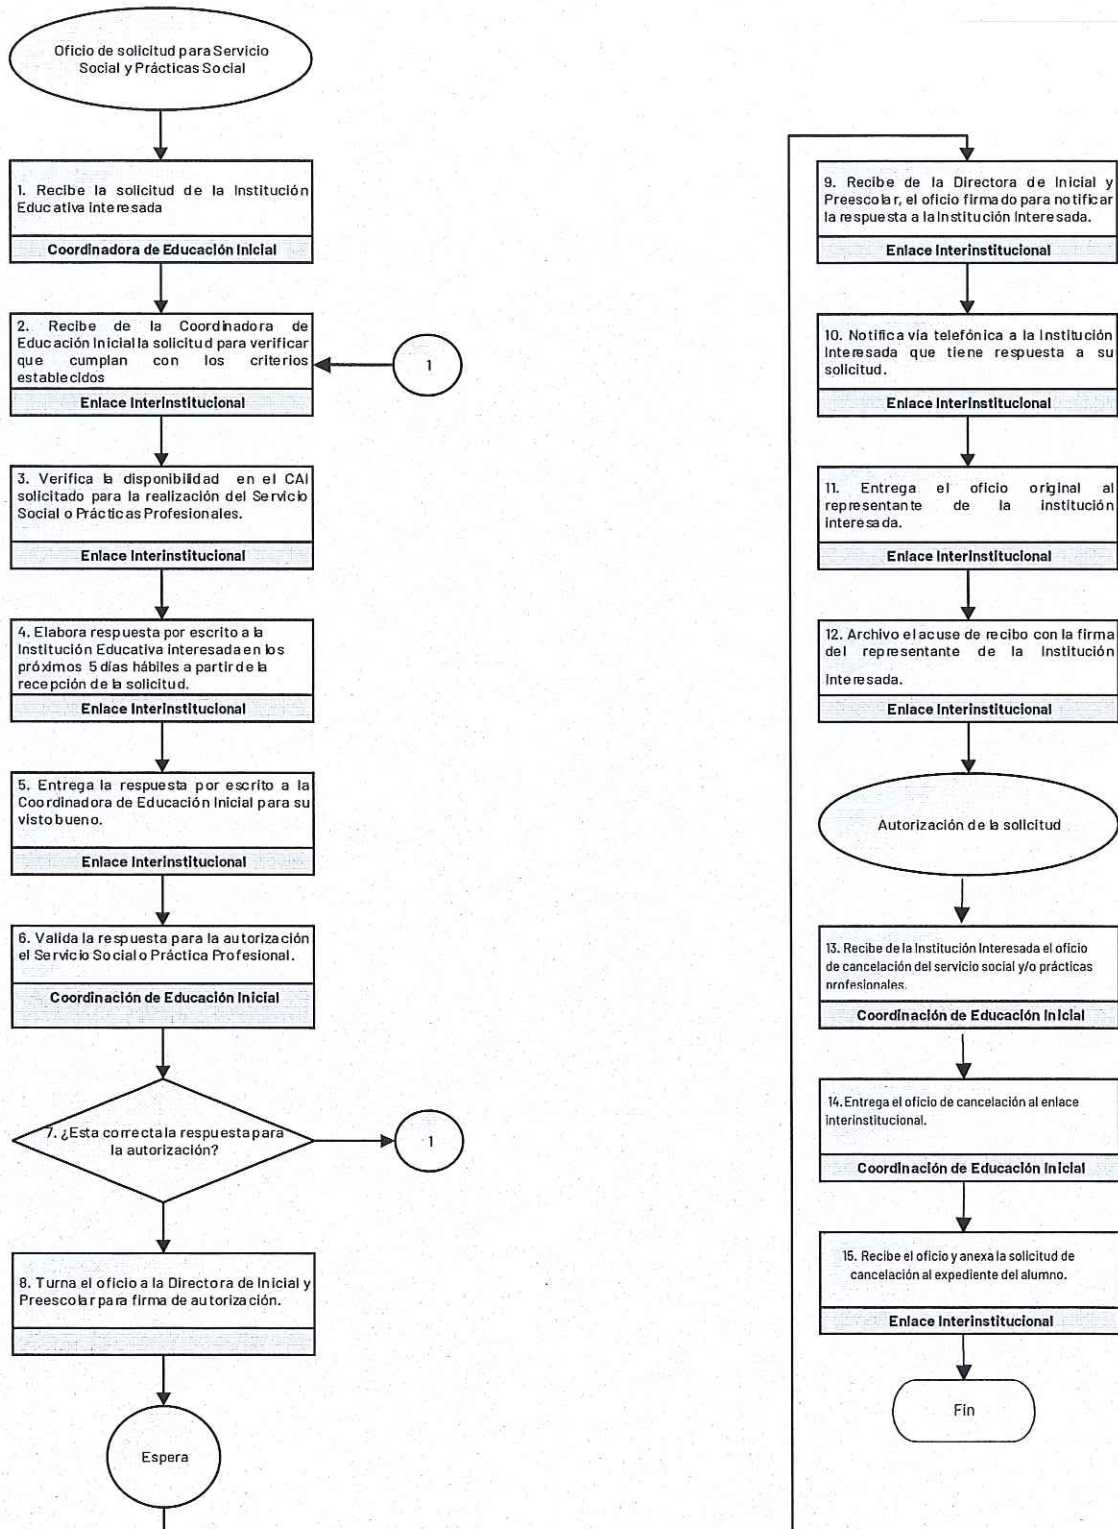 Oficio de solicitud para Servicio
Social y Prácticas Social
1. Recibe la solicitud de la Institución
Educativa interesada
Coordinadora de Educación Inicial
2. Recibe de la Coordinadora de
Educación Inicial la solicitud para verificar
que cumplan con los criterios
establecidos
Enlace Interinstitucional
1
3. Verifica la disponibilidad en el CAI
solicitado para la realización del Servicio
Social o Prácticas Profesionales.
Enlace Interinstitucional
4. Elabora respuesta por escrito a la
Institución Educativa interesada en los
próximos 5 días hábiles a partir de la
recepción de la solicitud.
Enlace Interinstitucional
5. Entrega la respuesta por escrito a la
Coordinadora de Educación Inicial para su
visto bueno.
Enlace Interinstitucional
6. Valida la respuesta para la autorización
el Servicio Social o Práctica Profesional.
Coordinación de Educación Inicial
7. ¿Esta correcta la respuesta para
la autorización?
1
8. Turna el oficio a la Directora de Inicial y
Preescolar para firma de autorización.
Espera
9. Recibe de la Directora de Inicial y
Preescolar, el oficio firmado para notificar
la respuesta a la Institución Interesada.
Enlace Interinstitucional
10. Notifica vía telefónica a la Institución
Interesada que tiene respuesta a su
solicitud.
Enlace Interinstitucional
11. Entrega el oficio original al
representante de la institución
interesada.
Enlace Interinstitucional
12. Archivo el acuse de recibo con la firma
del representante de la Institución
Interesada.
Enlace Interinstitucional
Autorización de la solicitud
13. Recibe de la Institución Interesada el oficio
de cancelación del servicio social y/o prácticas
profesionales.
Coordinación de Educación Inicial
14. Entrega el oficio de cancelación al enlace
interinstitucional.
Coordinación de Educación Inicial
15. Recibe el oficio y anexa la solicitud de
cancelación al expediente del alumno.
Enlace Interinstitucional
Fin